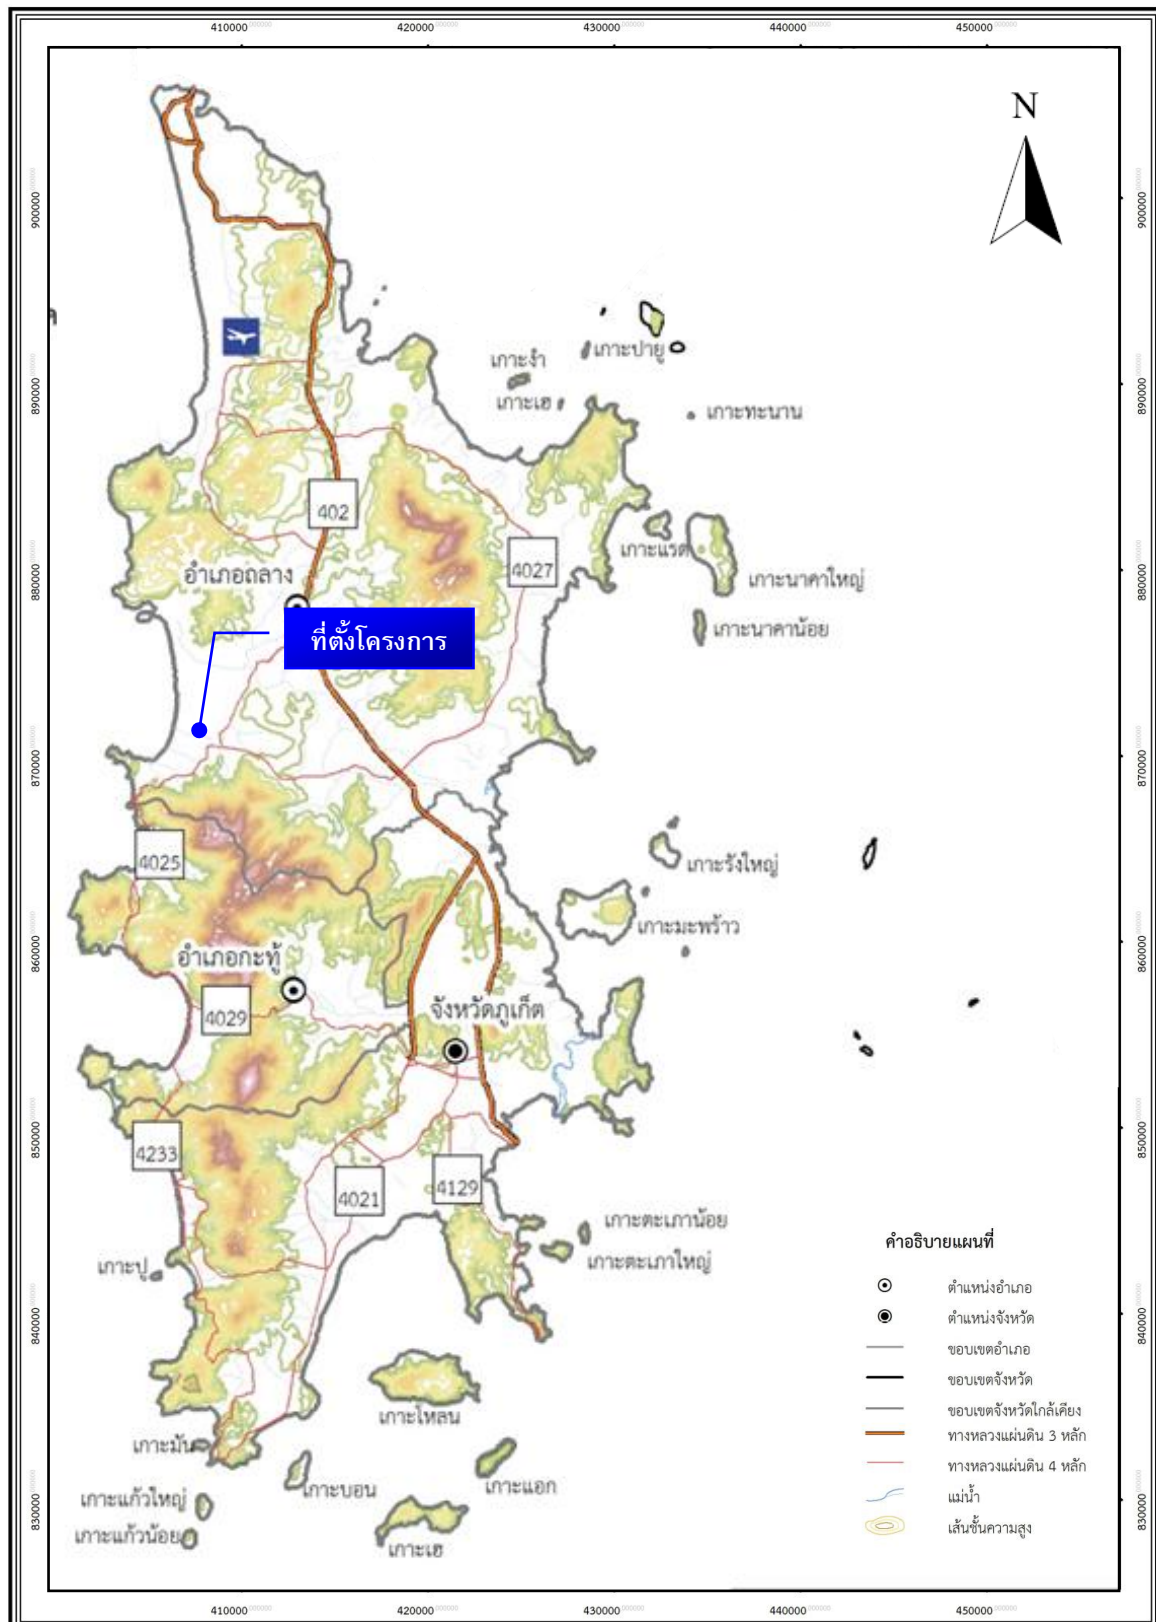 410000 420000 430000 440000 450000
N
900000
900000
เกาะปายู
เกาะงำ
890000
890000
เกาะเฮ
เกาะทะนาน
402
เกาะแรด
4027
อำเภอถลาง
เกาะนาคาใหญ่
880000
880000
เกาะนาคาน้อย
ที่ตั้งโครงการ
870000
870000
4025
เกาะรังใหญ่
เกาะมะพร้าว
860000
860000
อำเภอกะทู้
จังหวัดภูเก็ต
4029
850000
850000
4233
4021
4129
เกาะตะเภาน้อย
เกาะตะเภาใหญ่
เกาะปู
คำอธิบายแผนที่
ตำแหน่งอำเภอ
ตำแหน่งจังหวัด
ขอบเขตอำเภอ
ขอบเขตจังหวัด
ขอบเขตจังหวัดใกล้เคียง
ทางหลวงแผ่นดิน 3 หลัก
ทางหลวงแผ่นดิน 4 หลัก
แม่น้ำ
เส้นชั้นความสูง
840000
840000
เกาะโหลน
เกาะมัน
เกาะบอน
เกาะแอก
เกาะแก้วใหญ่
เกาะแก้วน้อย
เกาะเฮ
830000
830000
410000 420000 430000 440000 450000